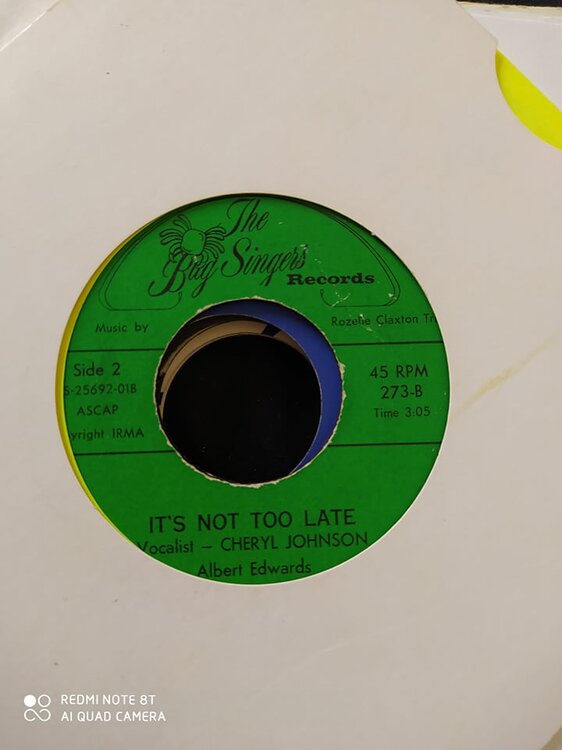 The
Bug Singers
Records
Music by
Rozelle Claxton Tr
Side 2
45 RPM
S-25692-01B
273-B
ASCAP
Time 3:05
yright IRMA
IT'S NOT TOO LATE
Vocalist — CHERYL JOHNSON
Albert Edwards
REDMI NOTE 8T
AI QUAD CAMERA